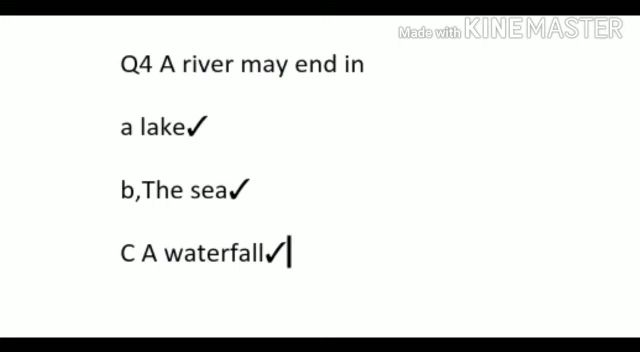 Made with KINEMASTER
Q4 A river may end in
a lake✓
b,The sea✓
C A waterfall✓